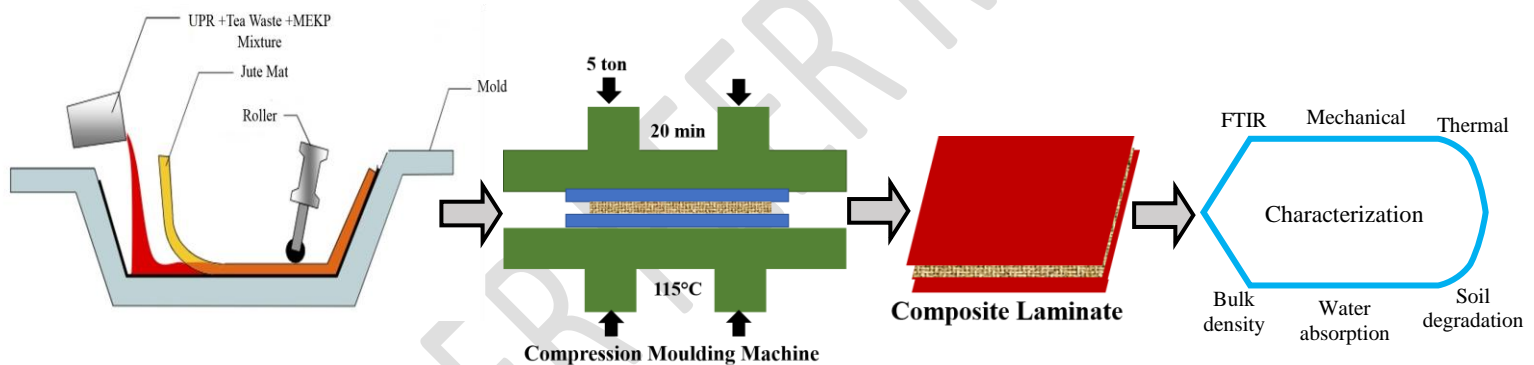 UPR +Tea Waste +MEKP
Mixture
Jute Mat
Roller
Mold
5 ton
20 min
115°C
Compression Moulding Machine
Composite Laminate
FTIR
Mechanical
Thermal
Characterization
Bulk
density
Water
absorption
Soil
degradation